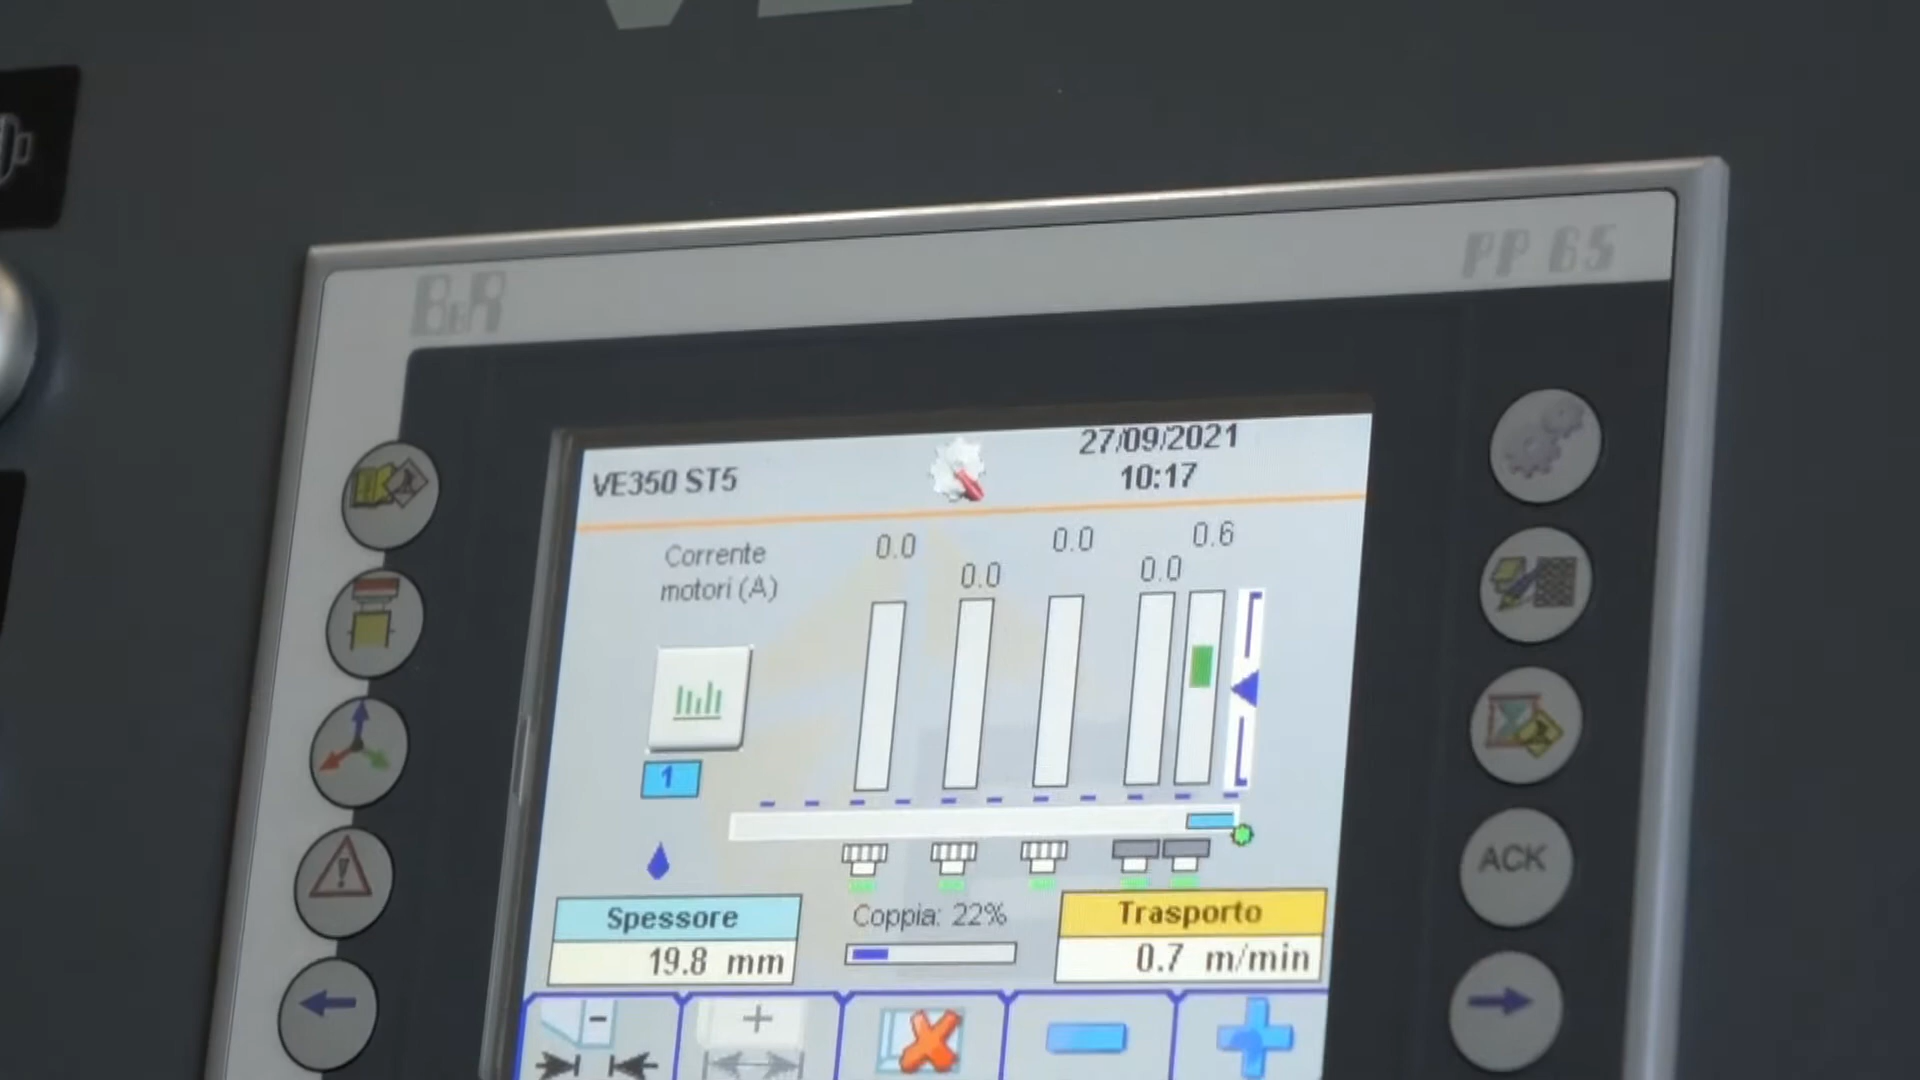 B&R
PP 65
VE350 ST5
27/09/2021
10:17
Corrente
motori (A)
0.0
0.0
0.0
0.0
0.6
1
Spessore
19.8 mm
Coppia: 22%
Trasporto
0.7 m/min
ACK